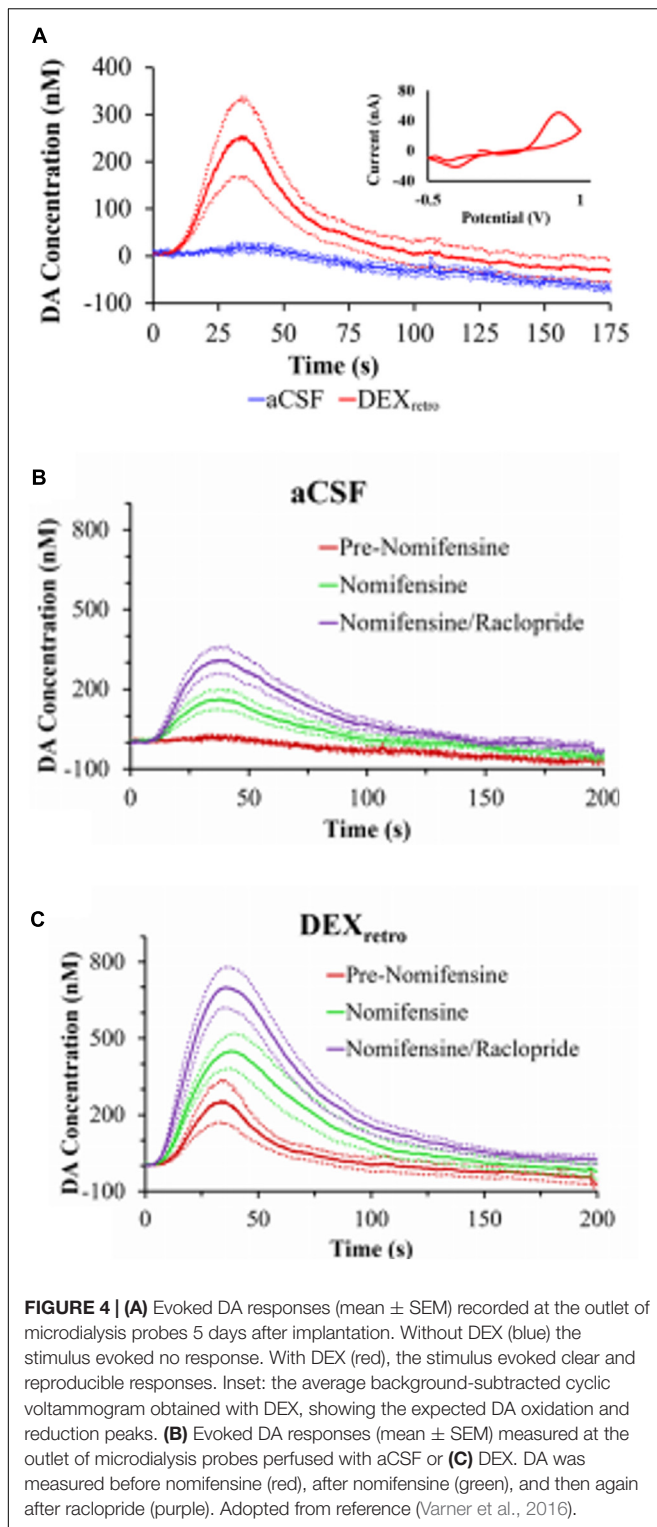 A
DA Concentration (nM)
400
300
200
100
0
-100
0 25 50 75 100 125 150 175
Time (s)
Current (nA)
80
40
0
-40
-0.5 1
Potential (V)
aCSF DEXretro
B
aCSF
DA Concentration (nM)
800
500
200
-100
Pre-Nomifensine
Nomifensine
Nomifensine/Raclopride
0 50 100 150 200
Time (s)
C
DEXretro
DA Concentration (nM)
800
500
200
-100
Pre-Nomifensine
Nomifensine
Nomifensine/Raclopride
0 50 100 150 200
Time (s)
FIGURE 4 | (A) Evoked DA responses (mean ± SEM) recorded at the outlet of
microdialysis probes 5 days after implantation. Without DEX (blue) the
stimulus evoked no response. With DEX (red), the stimulus evoked clear and
reproducible responses. Inset: the average background-subtracted cyclic
voltammogram obtained with DEX, showing the expected DA oxidation and
reduction peaks. (B) Evoked DA responses (mean ± SEM) measured at the
outlet of microdialysis probes perfused with aCSF or (C) DEX. DA was
measured before nomifensine (red), after nomifensine (green), and then again
after raclopride (purple). Adopted from reference (Varner et al., 2016).